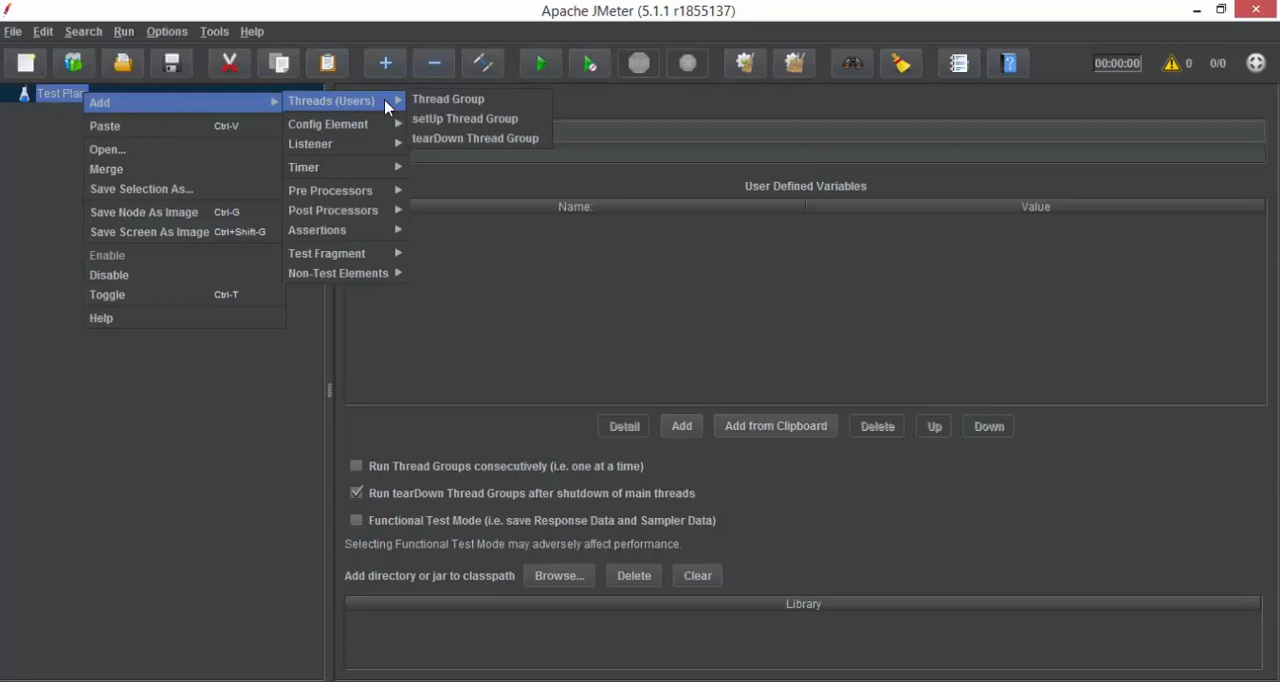 Apache JMeter (5.1.1 r1855137)
File Edit Search Run Options Tools Help
00:00:00 0 0/0
Test Plan
Add
Paste Ctrl-V
Open...
Merge
Save Selection As...
Save Node As Image Ctrl-G
Save Screen As Image Ctrl+Shift-G
Enable
Disable
Toggle Ctrl-T
Help
Threads (Users)
Config Element
Listener
Timer
Pre Processors
Post Processors
Assertions
Test Fragment
Non-Test Elements
Thread Group
setUp Thread Group
tearDown Thread Group
User Defined Variables
Name: Value
Detail Add Add from Clipboard Delete Up Down
Run Thread Groups consecutively (i.e. one at a time)
Run tearDown Thread Groups after shutdown of main threads
Functional Test Mode (i.e. save Response Data and Sampler Data)
Selecting Functional Test Mode may adversely affect performance.
Add directory or jar to classpath Browse... Delete Clear
Library